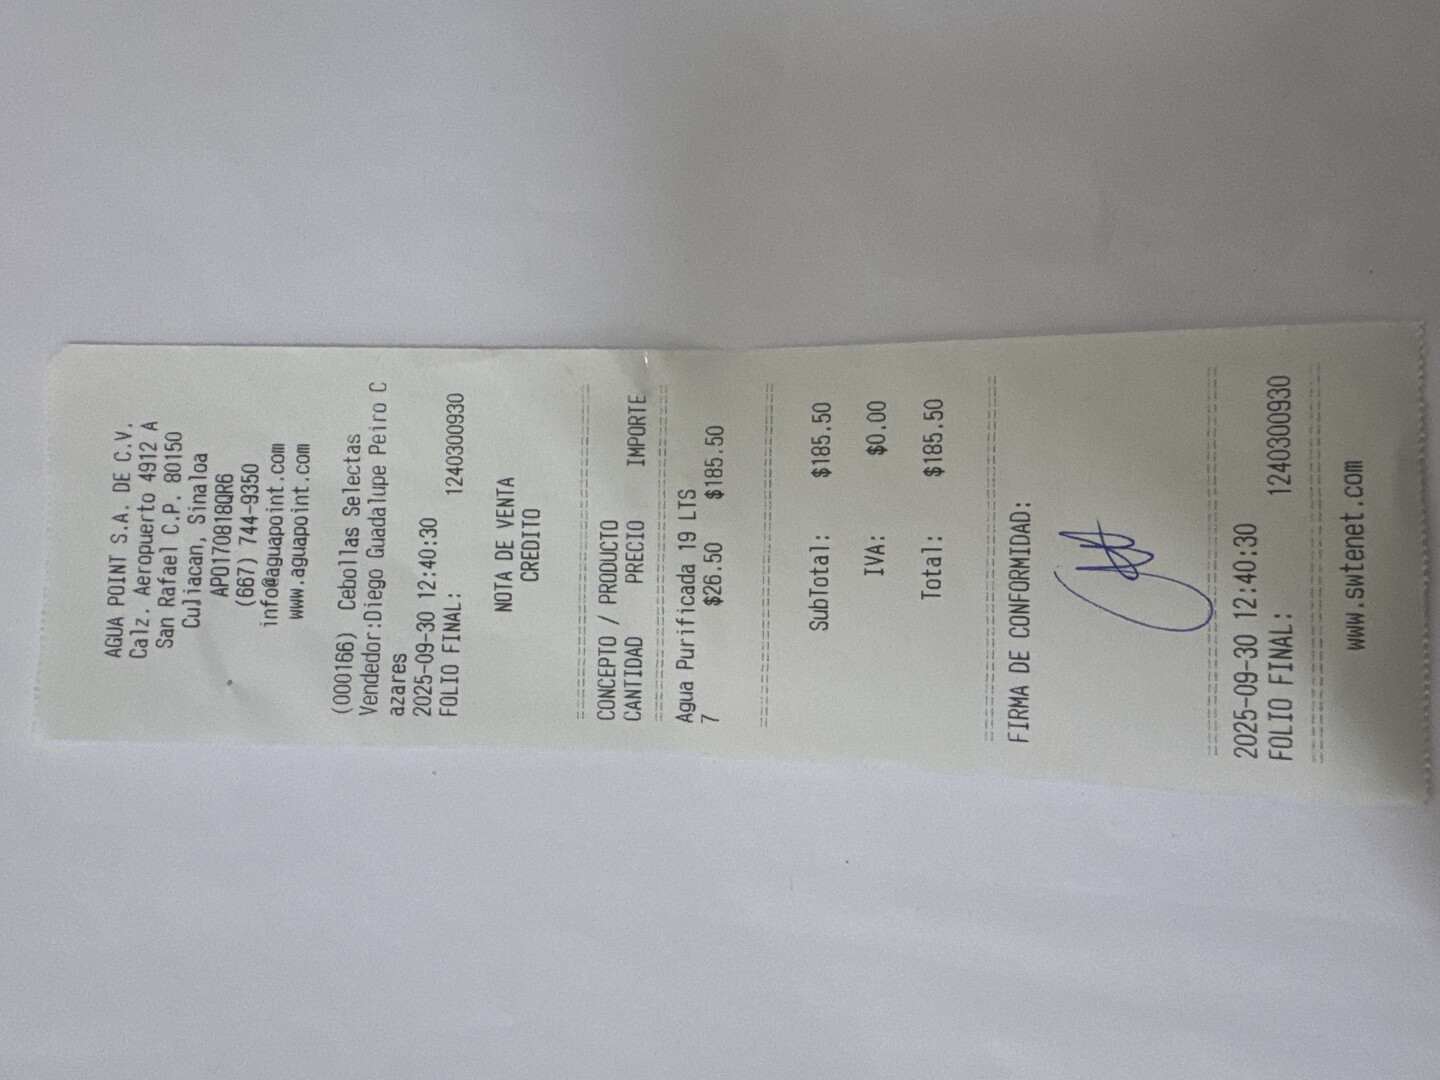 AGUA POINT S.A. DE C.V.
Calz. Aeropuerto 4912 A
San Rafael C.P. 80150
Culiacan, Sinaloa
APO170818QR6
(667) 744-9350
info@aguapoint.com
www.aguapoint.com
(000166) Cebollas Selectas
Vendedor:Diego Guadalupe Peiro C
azares
2025-09-30 12:40:30
FOLIO FINAL: 1240300930
NOTA DE VENTA
CREDITO
CONCEPTO / PRODUCTO
CANTIDAD PRECIO IMPORTE
Agua Purificada 19 LTS
7 $26.50 $185.50
SubTotal: $185.50
IVA: $0.00
Total: $185.50
FIRMA DE CONFORMIDAD:
2025-09-30 12:40:30
FOLIO FINAL: 1240300930
www.swtenet.com